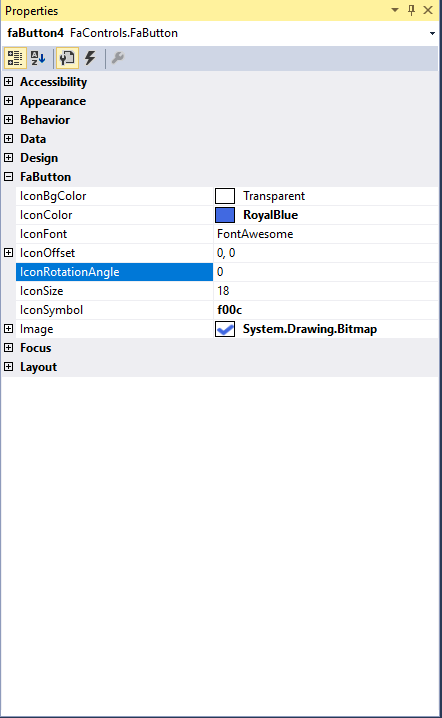 Properties
faButton4 FaControls.FaButton
Accessibility
Appearance
Behavior
Data
Design
FaButton
IconBgColor Transparent
IconColor RoyalBlue
IconFont FontAwesome
IconOffset 0, 0
IconRotationAngle 0
IconSize 18
IconSymbol f00c
Image System.Drawing.Bitmap
Focus
Layout